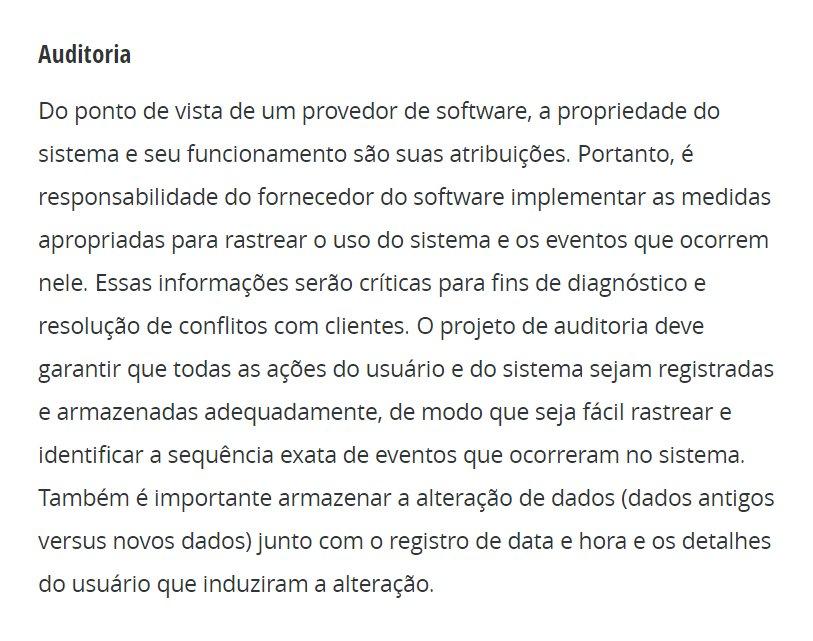 Auditoria
Do ponto de vista de um provedor de software, a propriedade do
sistema e seu funcionamento são suas atribuições. Portanto, é
responsabilidade do fornecedor do software implementar as medidas
apropriadas para rastrear o uso do sistema e os eventos que ocorrem
nele. Essas informações serão críticas para fins de diagnóstico e
resolução de conflitos com clientes. O projeto de auditoria deve
garantir que todas as ações do usuário e do sistema sejam registradas
e armazenadas adequadamente, de modo que seja fácil rastrear e
identificar a sequência exata de eventos que ocorreram no sistema.
Também é importante armazenar a alteração de dados (dados antigos
versus novos dados) junto com o registro de data e hora e os detalhes
do usuário que induziram a alteração.